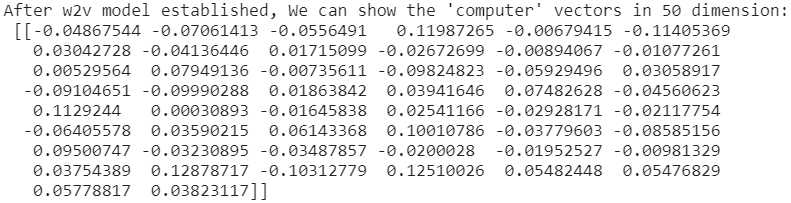 After w2v model established, We can show the 'computer' vectors in 50 dimension:
[[-0.04867544 -0.07061413 -0.0556491   0.11987265 -0.00679415 -0.11405369
   0.03042728 -0.04136446  0.01715099 -0.02672699 -0.00894067 -0.01077261
   0.00529564  0.07949136 -0.00735611 -0.09824823 -0.05929496  0.03058917
  -0.09104651 -0.09990288  0.01863842  0.03941646  0.07482628 -0.04560623
   0.1129244   0.00030893 -0.01645838  0.02541166 -0.02928171 -0.02117754
  -0.06405578  0.03590215  0.06143368  0.10010786 -0.03779603 -0.08585156
   0.09500747 -0.03230895 -0.03487857 -0.0200028  -0.01952527 -0.00981329
   0.03754389  0.12878717 -0.10312779  0.12510026  0.05482448  0.05476829
   0.05778817  0.03823117]]